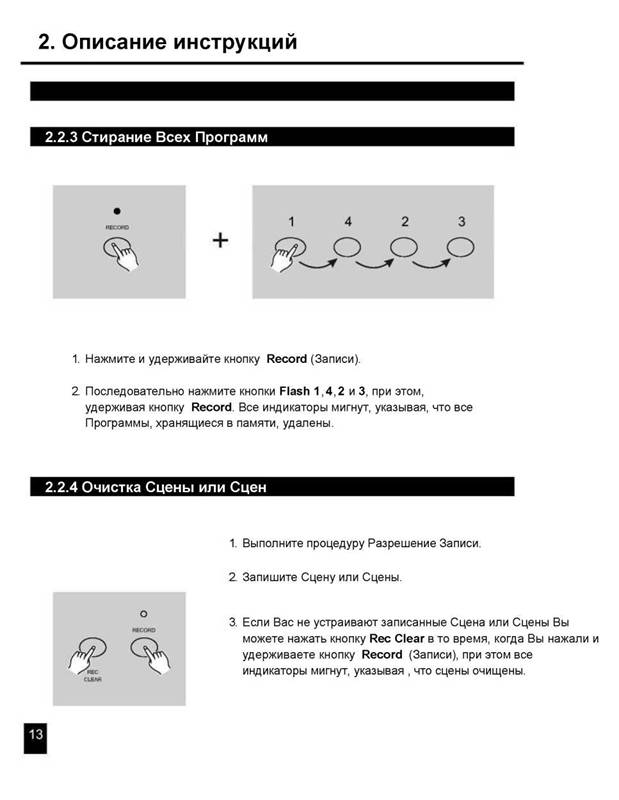 2. Описание инструкций
2.2.3 Стирание Всех Программ
RECORD
+
1 4 2 3
1. Нажмите и удерживайте кнопку Record (Записи).
2. Последовательно нажмите кнопки Flash 1, 4, 2 и 3, при этом,
удерживая кнопку Record. Все индикаторы мигнут, указывая, что все
Программы, хранящиеся в памяти, удалены.
2.2.4 Очистка Сцены или Сцен
1. Выполните процедуру Разрешение Записи.
2. Запишите Сцену или Сцены.
3. Если Вас не устраивают записанные Сцена или Сцены Вы
можете нажать кнопку Rec Clear в то время, когда Вы нажали и
удерживаете кнопку Record (Записи), при этом все
индикаторы мигнут, указывая , что сцены очищены.
RECORD
REC
CLEAR
13